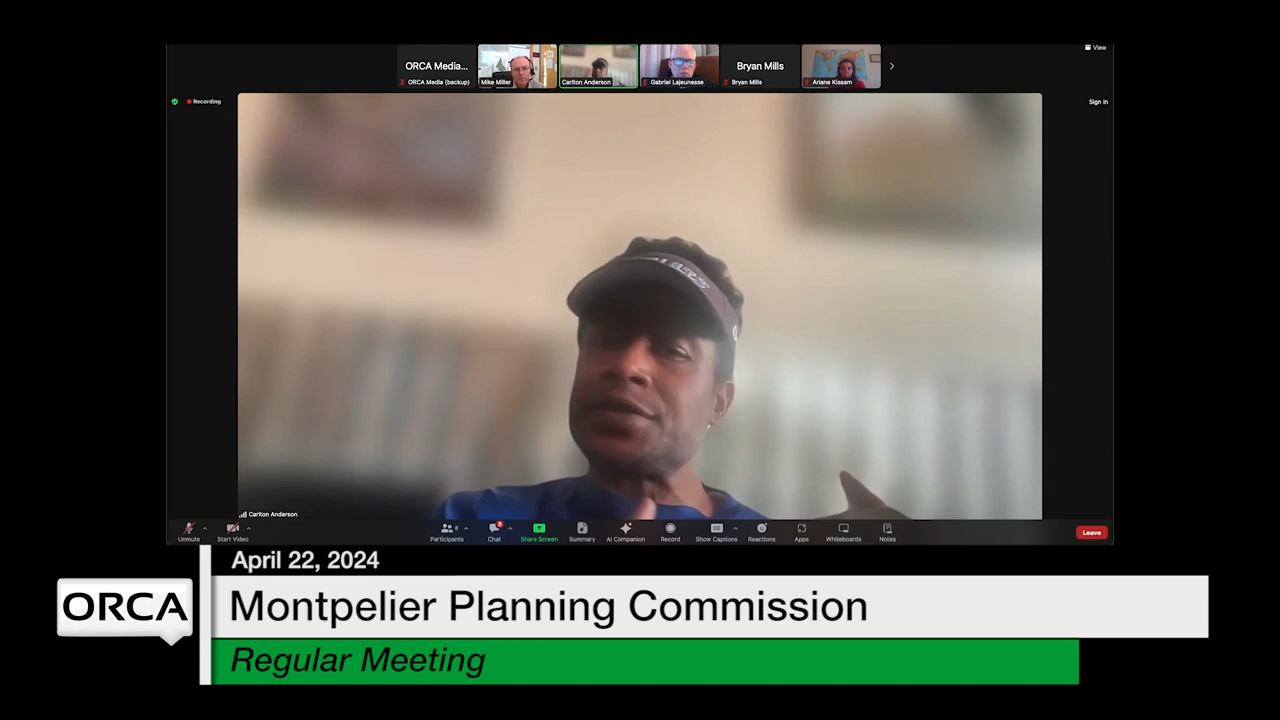 View
ORCA Media...
Bryan Mills
ORCA Media (backup)
Mike Miller
Carlton Anderson
Gabriel Lajeunesse
Bryan Mills
Ariane Kissam
Recording
Sign in
Carlton Anderson
Unmute
Start Video
Participants
8
Chat
Share Screen
Summary
AI Companion
Record
CC
Show Captions
Reactions
Apps
Whiteboards
Notes
Leave
April 22, 2024
ORCA
Montpelier Planning Commission
Regular Meeting